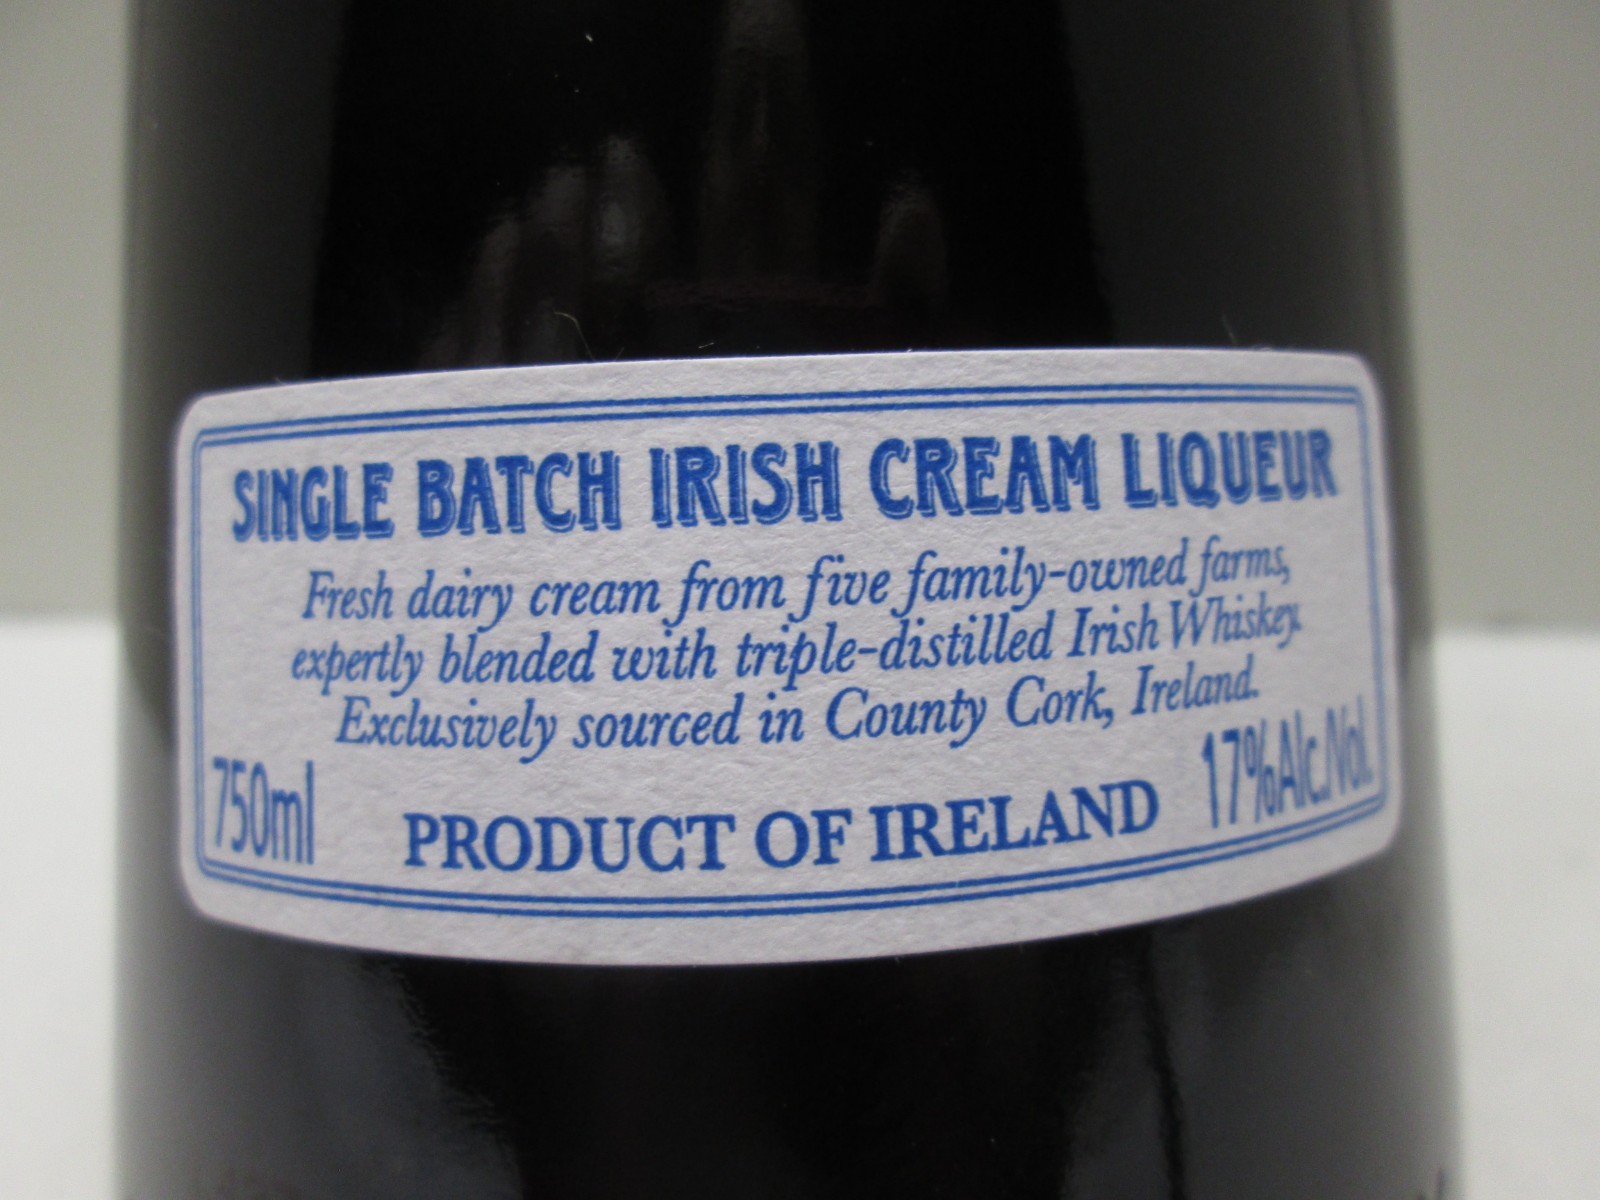 SINGLE BATCH IRISH CREAM LIQUEUR
Fresh dairy cream from five family-owned farms,
expertly blended with triple-distilled Irish Whiskey.
Exclusively sourced in County Cork, Ireland.
750ml PRODUCT OF IRELAND 17%Alc./Vol.